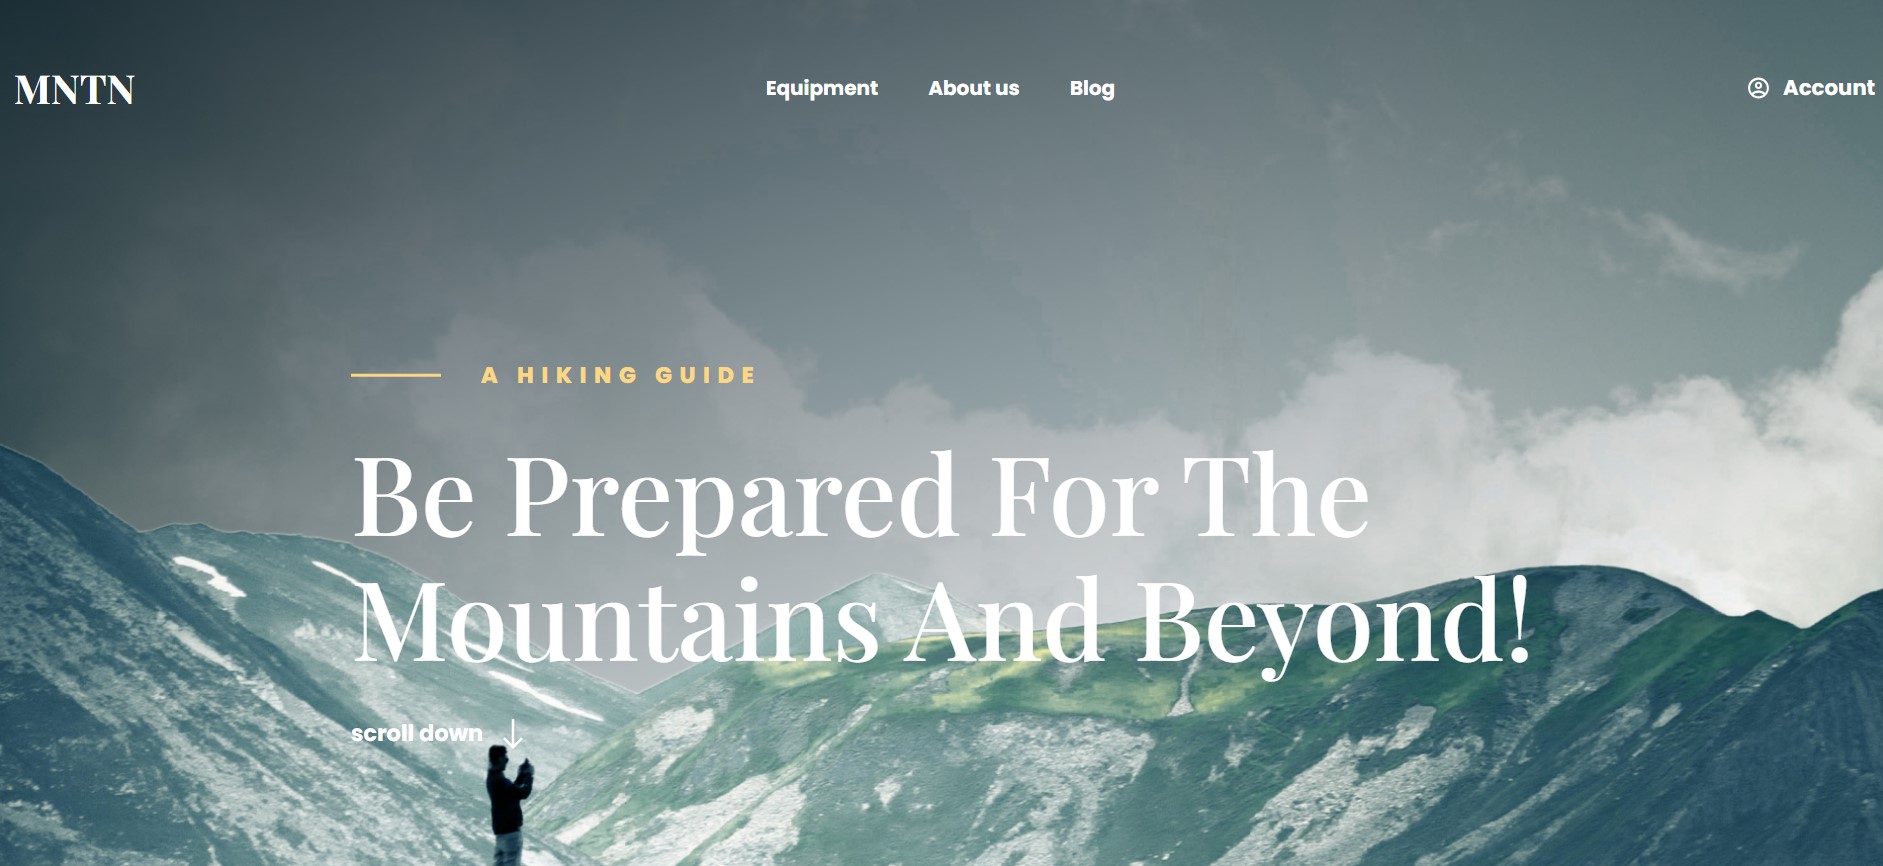 MNTN
Equipment
About us
Blog
Account
A HIKING GUIDE
Be Prepared For The
Mountains And Beyond!
scroll down